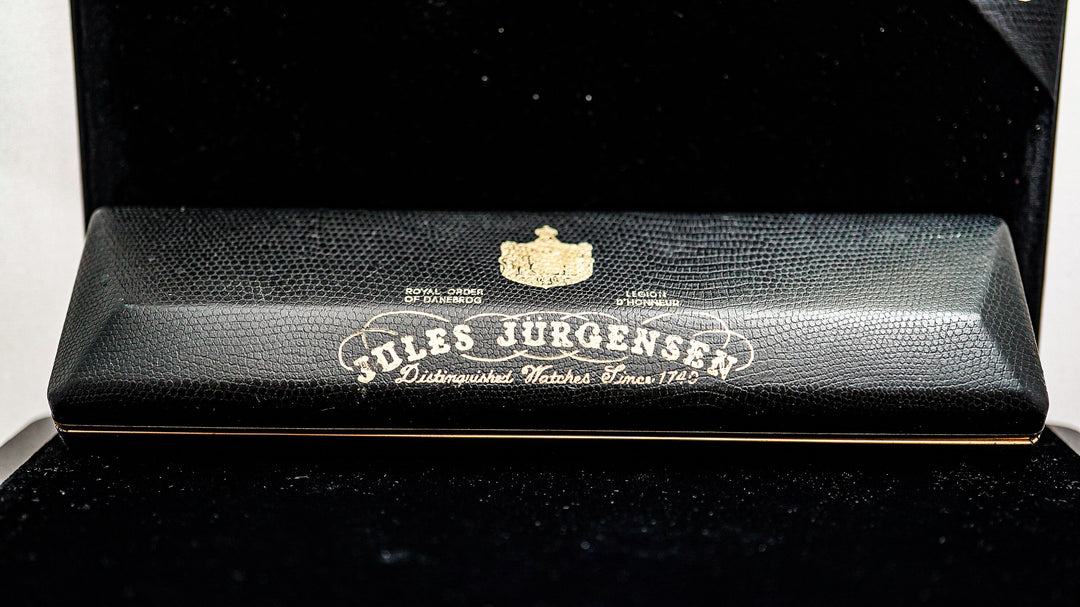 ROYAL ORDER
OF DANEBROG
LEGION
D'HONNEUR
JULES JÜRGENSEN
Distinguished Watches Since 1740